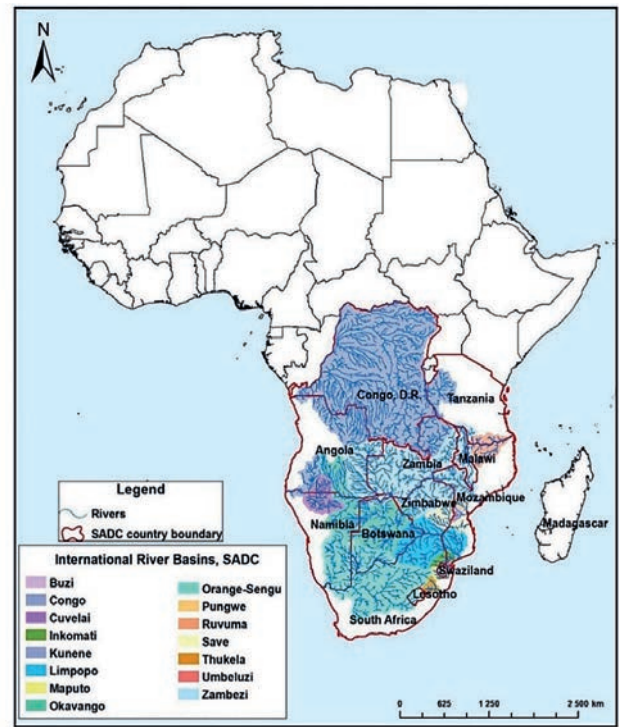 N
Congo, D.R.
Tanzania
Angola
Malawi
Zambia
Mozambique
Zimbabwe
Madagascar
Namibia
Botswana
Swaziland
Lesotho
South Africa
Legend
Rivers
SADC country boundary
International River Basins, SADC
Buzi
Congo
Cuvelai
Inkomati
Kunene
Limpopo
Maputo
Okavango
Orange-Sengu
Pungwe
Ruvuma
Save
Thukela
Umbeluzi
Zambezi
0 625 1 250 2 500 km